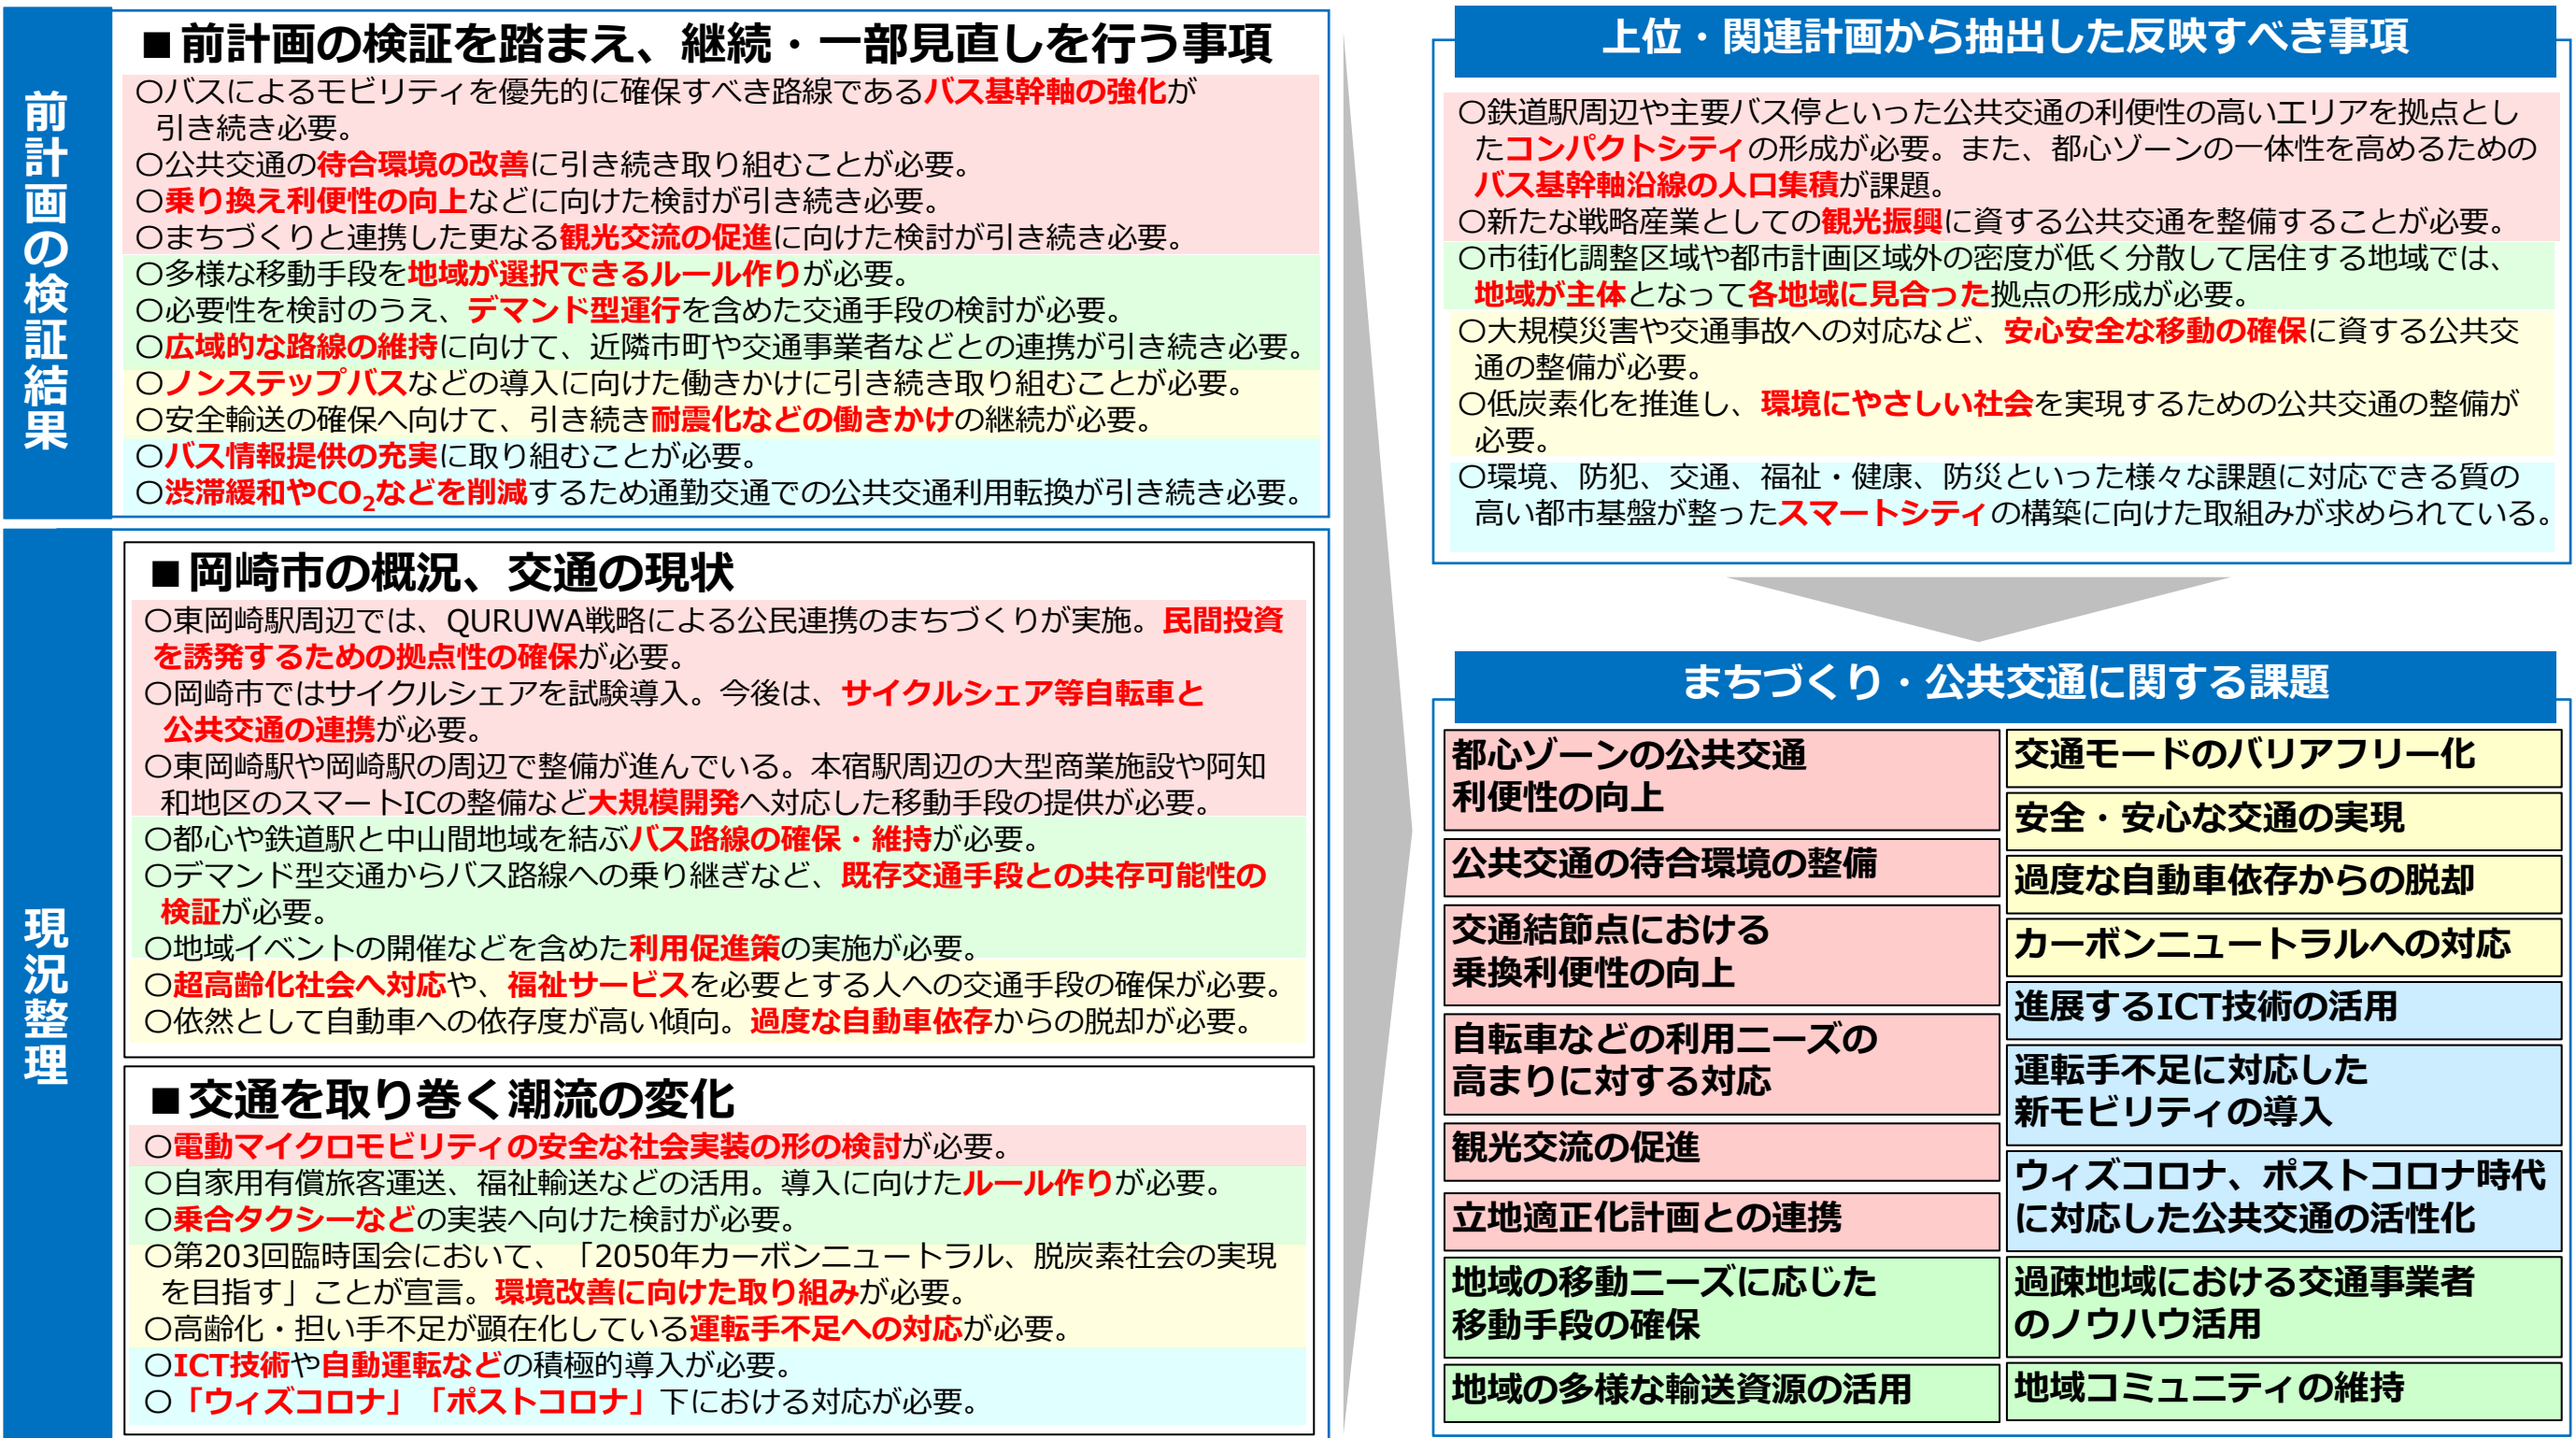 前計画の検証結果
■前計画の検証を踏まえ、継続・一部見直しを行う事項
〇バスによるモビリティを優先的に確保すべき路線であるバス基幹軸の強化が
引き続き必要。
〇公共交通の待合環境の改善に引き続き取り組むことが必要。
〇乗り換え利便性の向上などに向けた検討が引き続き必要。
〇まちづくりと連携した更なる観光交流の促進に向けた検討が引き続き必要。
〇多様な移動手段を地域が選択できるルール作りが必要。
〇必要性を検討のうえ、デマンド型運行を含めた交通手段の検討が必要。
〇広域的な路線の維持に向けて、近隣市町や交通事業者などとの連携が引き続き必要。
〇ノンステップバスなどの導入に向けた働きかけに引き続き取り組むことが必要。
〇安全輸送の確保へ向けて、引き続き耐震化などの働きかけの継続が必要。
〇バス情報提供の充実に取り組むことが必要。
〇渋滞緩和やCO₂などを削減するため通勤交通での公共交通利用転換が引き続き必要。
現況整理
■岡崎市の概況、交通の現状
〇東岡崎駅周辺では、QURUWA戦略による公民連携のまちづくりが実施。民間投資
を誘発するための拠点性の確保が必要。
〇岡崎市ではサイクルシェアを試験導入。今後は、サイクルシェア等自転車と
公共交通の連携が必要。
〇東岡崎駅や岡崎駅の周辺で整備が進んでいる。本宿駅周辺の大型商業施設や阿知
和地区のスマートICの整備など大規模開発へ対応した移動手段の提供が必要。
〇都心や鉄道駅と中山間地域を結ぶバス路線の確保・維持が必要。
〇デマンド型交通からバス路線への乗り継ぎなど、既存交通手段との共存可能性の
検証が必要。
〇地域イベントの開催などを含めた利用促進策の実施が必要。
〇超高齢化社会へ対応や、福祉サービスを必要とする人への交通手段の確保が必要。
〇依然として自動車への依存度が高い傾向。過度な自動車依存からの脱却が必要。
■交通を取り巻く潮流の変化
〇電動マイクロモビリティの安全な社会実装の形の検討が必要。
〇自家用有償旅客運送、福祉輸送などの活用。導入に向けたルール作りが必要。
〇乗合タクシーなどの実装へ向けた検討が必要。
〇第203回臨時国会において、「2050年カーボンニュートラル、脱炭素社会の実現
を目指す」ことが宣言。環境改善に向けた取り組みが必要。
〇高齢化・担い手不足が顕在化している運転手不足への対応が必要。
〇ICT技術や自動運転などの積極的導入が必要。
〇「ウィズコロナ」「ポストコロナ」下における対応が必要。
上位・関連計画から抽出した反映すべき事項
〇鉄道駅周辺や主要バス停といった公共交通の利便性の高いエリアを拠点とし
たコンパクトシティの形成が必要。また、都心ゾーンの一体性を高めるための
バス基幹軸沿線の人口集積が課題。
〇新たな戦略産業としての観光振興に資する公共交通を整備することが必要。
〇市街化調整区域や都市計画区域外の密度が低く分散して居住する地域では、
地域が主体となって各地域に見合った拠点の形成が必要。
〇大規模災害や交通事故への対応など、安心安全な移動の確保に資する公共交
通の整備が必要。
〇低炭素化を推進し、環境にやさしい社会を実現するための公共交通の整備が
必要。
〇環境、防犯、交通、福祉・健康、防災といった様々な課題に対応できる質の
高い都市基盤が整ったスマートシティの構築に向けた取組みが求められている。
まちづくり・公共交通に関する課題
都心ゾーンの公共交通
利便性の向上
公共交通の待合環境の整備
交通結節点における
乗換利便性の向上
自転車などの利用ニーズの
高まりに対する対応
観光交流の促進
立地適正化計画との連携
地域の移動ニーズに応じた
移動手段の確保
地域の多様な輸送資源の活用
交通モードのバリアフリー化
安全・安心な交通の実現
過度な自動車依存からの脱却
カーボンニュートラルへの対応
進展するICT技術の活用
運転手不足に対応した
新モビリティの導入
ウィズコロナ、ポストコロナ時代
に対応した公共交通の活性化
過疎地域における交通事業者
のノウハウ活用
地域コミュニティの維持